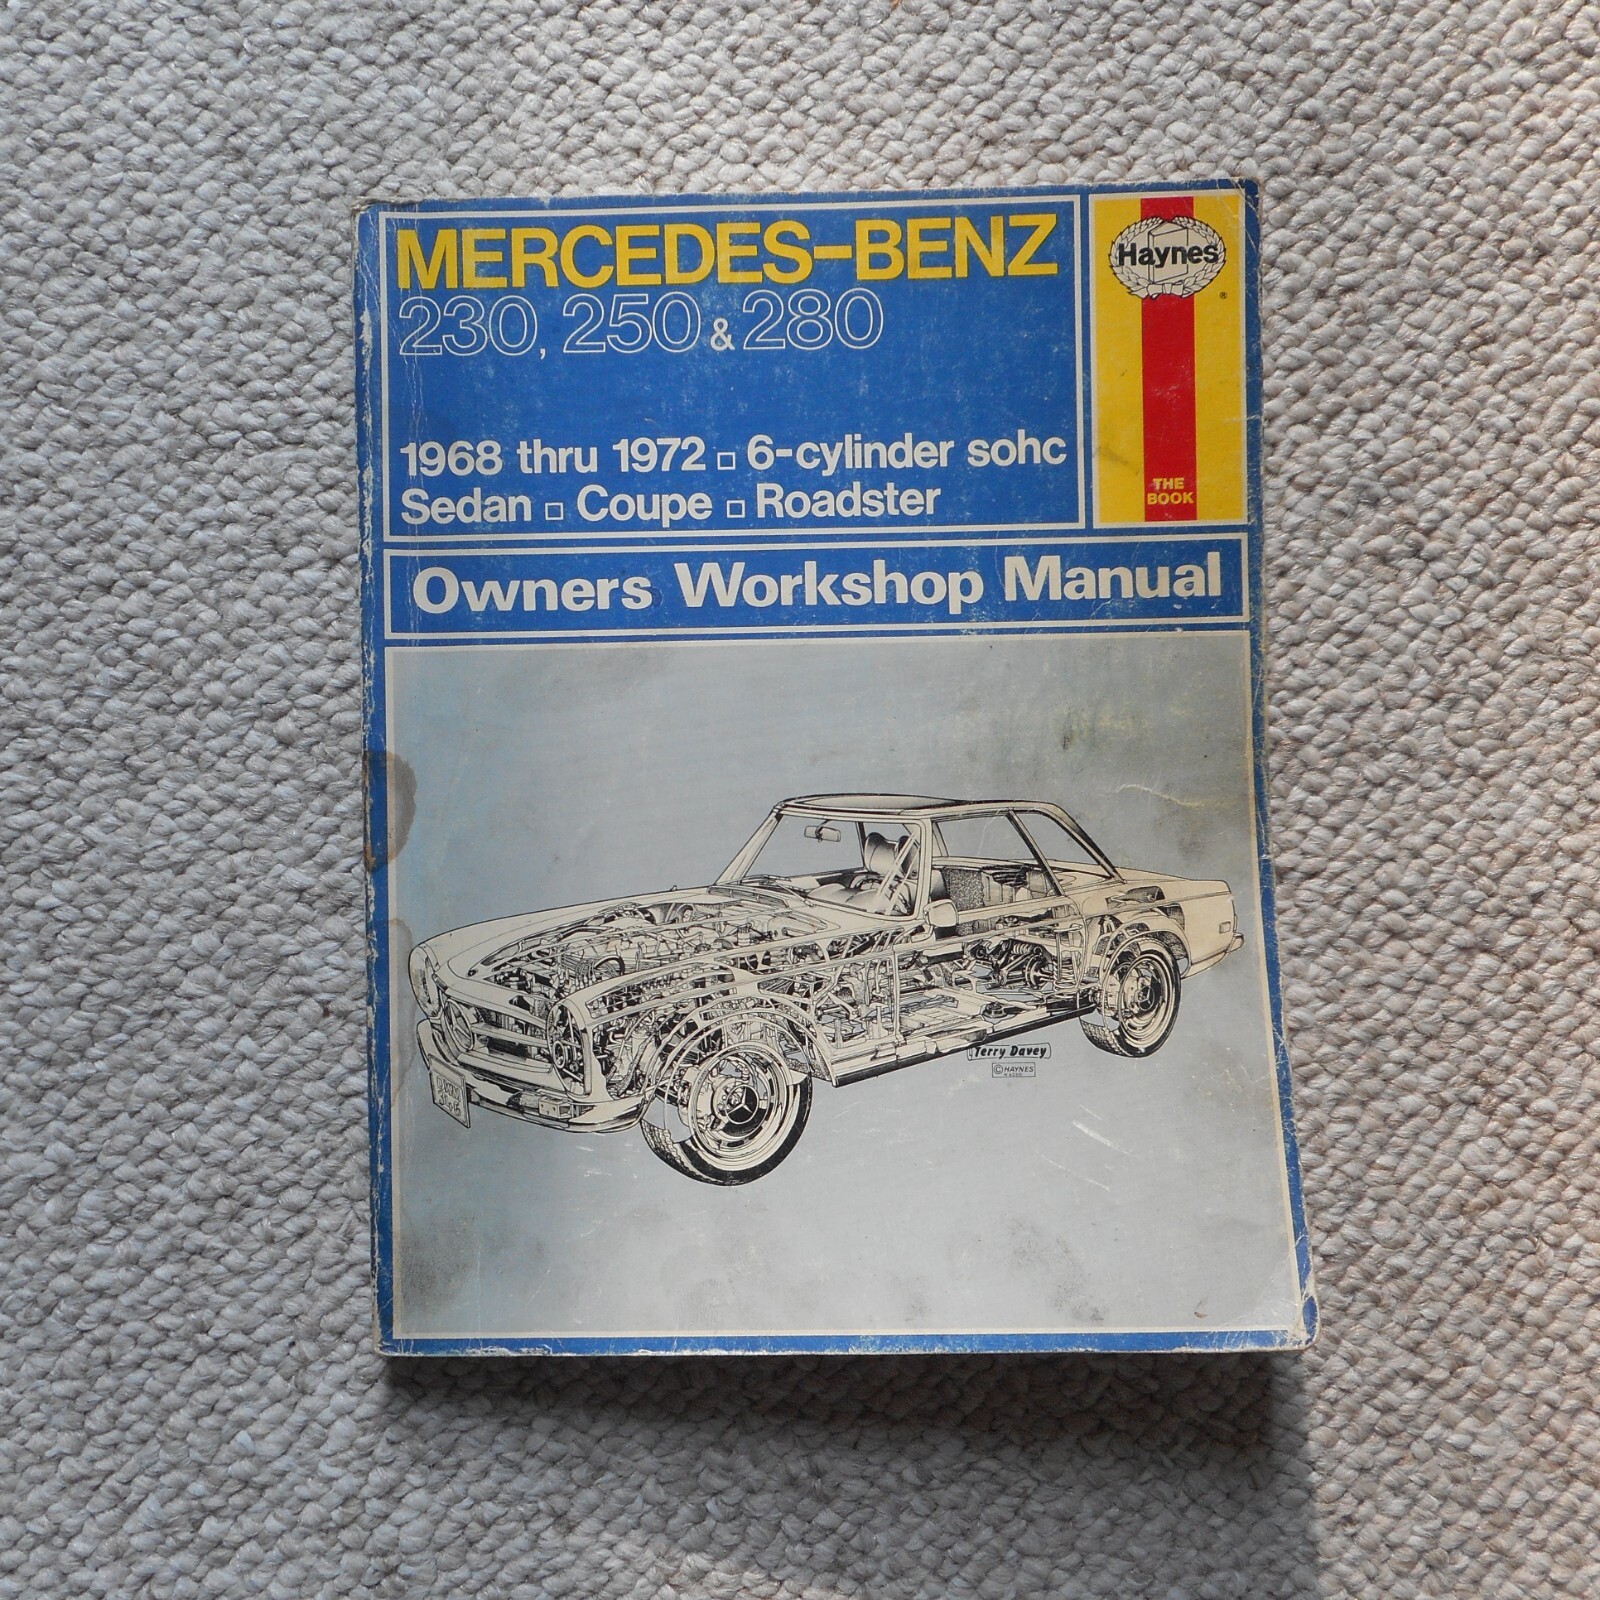 MERCEDES-BENZ
230, 250 & 280
1968 thru 1972 □ 6-cylinder sohc
Sedan □ Coupe □ Roadster
Haynes
®
THE
BOOK
Owners Workshop Manual
Terry Davey
© HAYNES